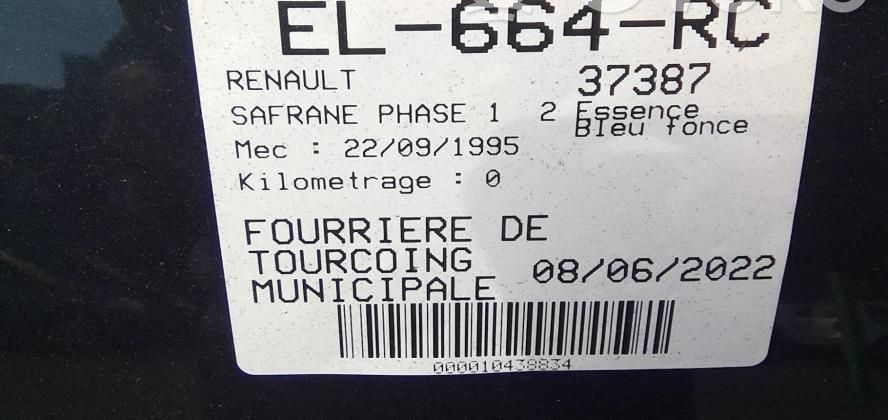 EL-664-RC
RENAULT 37387
SAFRANE PHASE 1 2 Essence
Bleu fonce
Mec : 22/09/1995
Kilometrage : 0
FOURRIERE DE
TOURCOING 08/06/2022
MUNICIPALE
000010438834